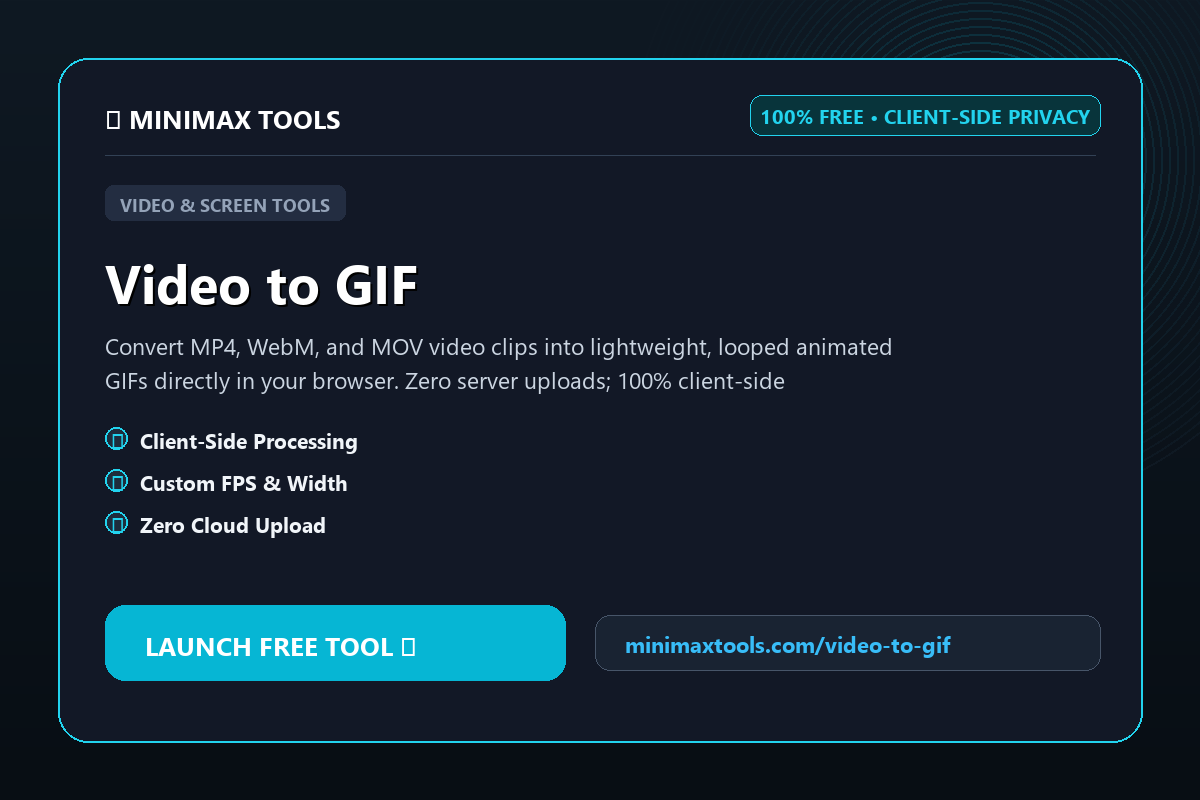 MINIMAX TOOLS
100% FREE • CLIENT-SIDE PRIVACY
VIDEO & SCREEN TOOLS
Video to GIF
Convert MP4, WebM, and MOV video clips into lightweight, looped animated
GIFs directly in your browser. Zero server uploads; 100% client-side
Client-Side Processing
Custom FPS & Width
Zero Cloud Upload
LAUNCH FREE TOOL
minimaxtools.com/video-to-gif